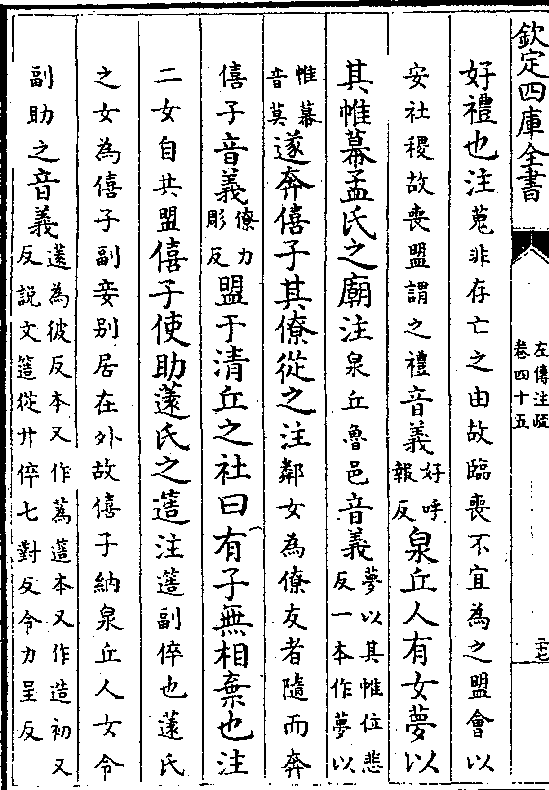 欽定四庫全書
左傳注疏
卷四十五
二七
好禮也注蒐非存亡之由故臨喪不宜為之盟會以
安社稷故喪盟謂之禮音義好呼報反泉丘人有女夢以
其帷幕孟氏之廟注泉丘魯邑音義夢以其帷位悲反一本作夢以
帷幕音莫遂奔僖子其僚從之注鄰女為僚友者隨而奔
僖子音義僚力彫反盟于清丘之社曰有子無相棄也注
二女自共盟僖子使助薳氏之簉注簉副倅也薳氏
之女為僖子副妾别居在外故僖子納泉丘人女令
副助之音義薳為彼反本又作蒍簉本又作造初又反説文簉從艸倅七對反令力呈反